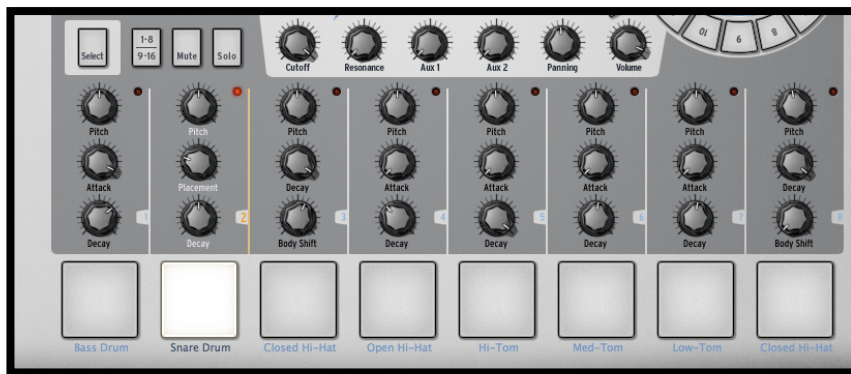 10 9 8
Select 1-8 9-16 Mute Solo
Cutoff Resonance Aux 1 Aux 2 Panning Volume
Pitch Pitch Pitch Pitch Pitch Pitch Pitch Pitch
Attack Placement Decay Attack Attack Attack Attack Decay
1 2 3 4 5 6 7 8
Decay Decay Body Shift Decay Decay Decay Decay Body Shift
Bass Drum Snare Drum Closed Hi-Hat Open Hi-Hat Hi-Tom Med-Tom Low-Tom Closed Hi-Hat